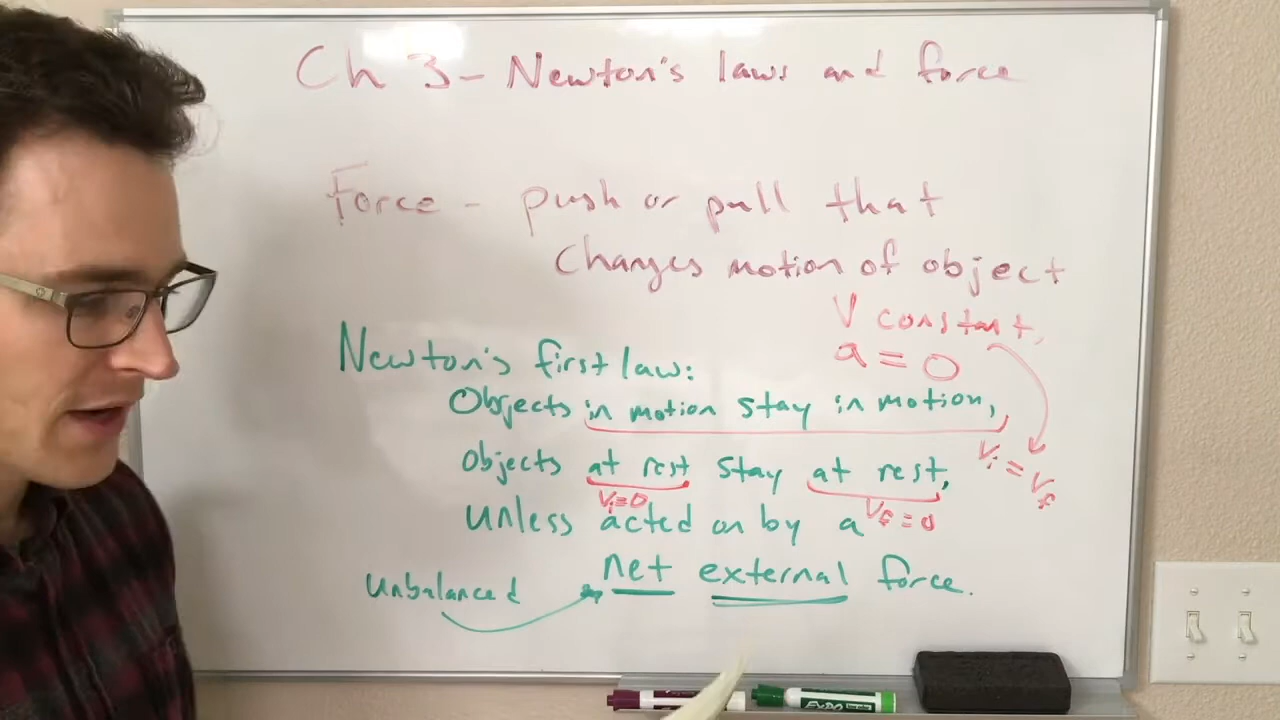 Ch 3 - Newton's laws and force
Force - push or pull that
changes motion of object
V constant,
a = 0
Newton's first law:
Objects in motion stay in motion,
Vi = Vf
objects at rest stay at rest,
Vi=0
Vf = 0
unless acted on by a
net external force.
Unbalanced
EXPO